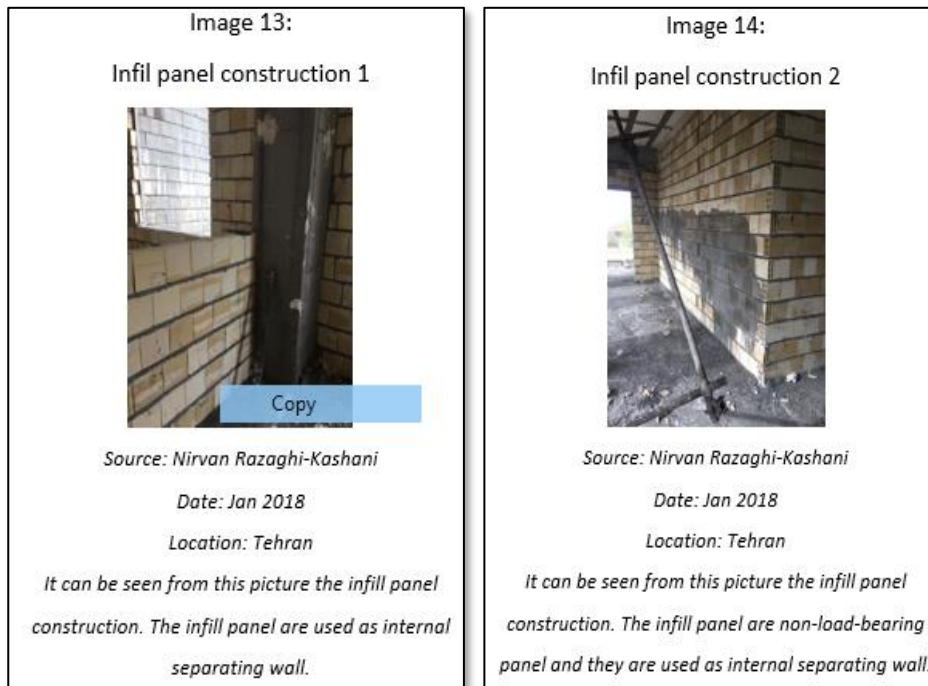 Image 13:
Infil panel construction 1
Copy
Source: Nirvan Razaghi-Kashani
Date: Jan 2018
Location: Tehran
It can be seen from this picture the infill panel
construction. The infill panel are used as internal
separating wall.
Image 14:
Infil panel construction 2
Source: Nirvan Razaghi-Kashani
Date: Jan 2018
Location: Tehran
It can be seen from this picture the infill panel
construction. The infill panel are non-load-bearing
panel and they are used as internal separating wall.